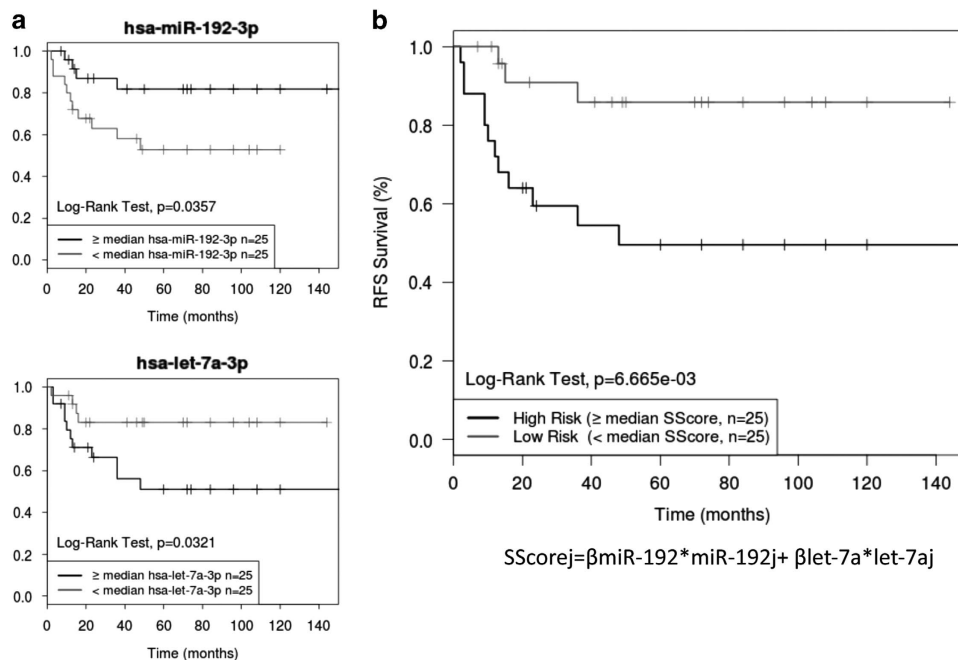 a
hsa-miR-192-3p
1.0
0.8
0.6
0.4
0.2
0.0
Log-Rank Test, p=0.0357
≥ median hsa-miR-192-3p n=25
< median hsa-miR-192-3p n=25
0 20 40 60 80 100 120 140
Time (months)
hsa-let-7a-3p
1.0
0.8
0.6
0.4
0.2
0.0
Log-Rank Test, p=0.0321
≥ median hsa-let-7a-3p n=25
< median hsa-let-7a-3p n=25
0 20 40 60 80 100 120 140
Time (months)
b
RFS Survival (%)
1.0
0.8
0.6
0.4
0.2
0.0
Log-Rank Test, p=6.665e-03
High Risk (≥ median SScore, n=25)
Low Risk (< median SScore, n=25)
0 20 40 60 80 100 120 140
Time (months)
SScorej=βmiR-192*miR-192j+ βlet-7a*let-7aj